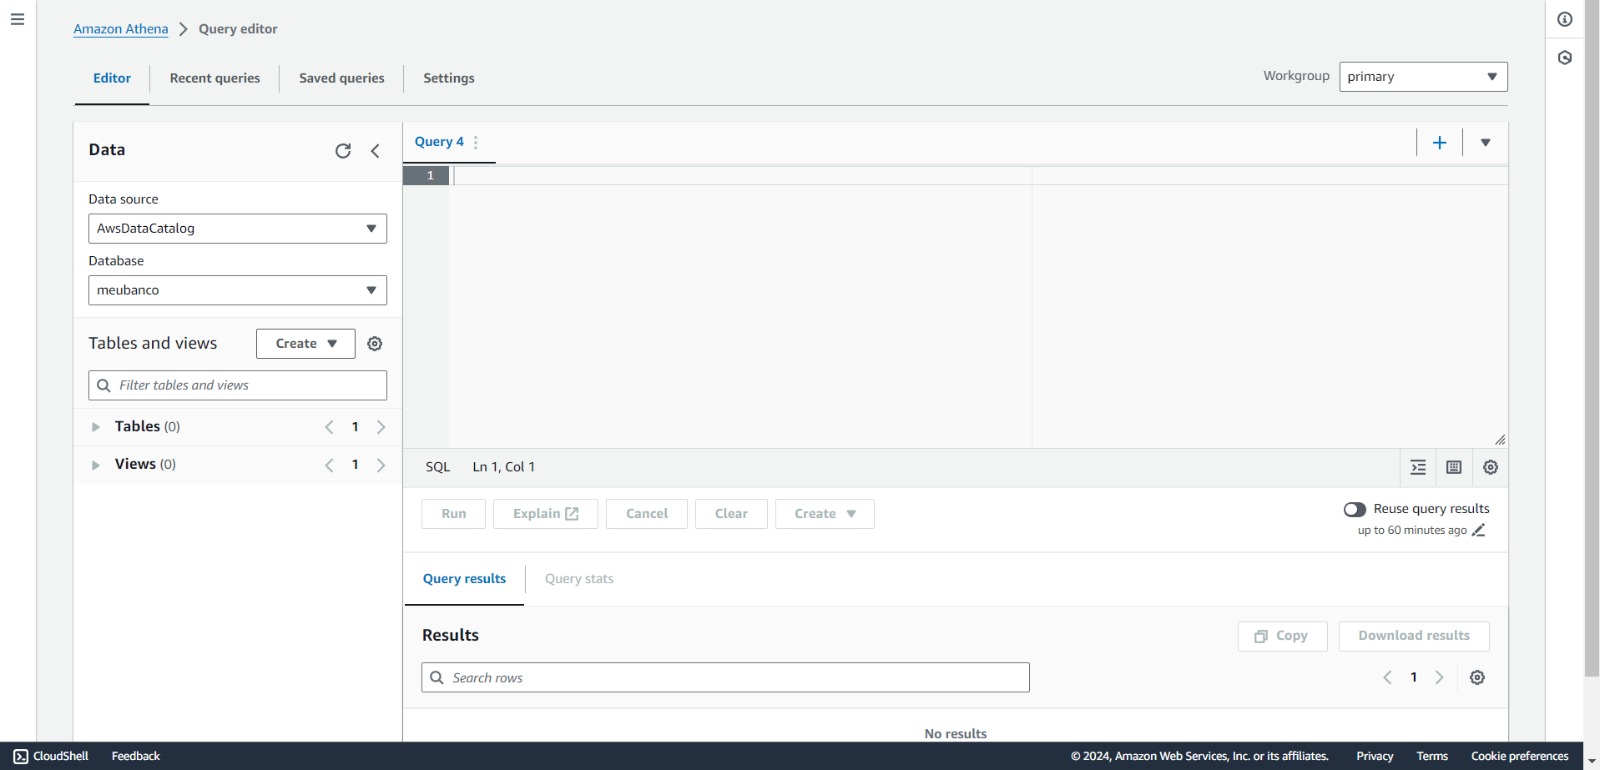 Amazon Athena > Query editor
Editor Recent queries Saved queries Settings
Workgroup primary
Data
Data source
AwsDataCatalog
Database
meubanco
Tables and views Create
Filter tables and views
Tables (0) 1
Views (0) 1
Query 4
1
SQL Ln 1, Col 1
Run Explain Cancel Clear Create
Reuse query results
up to 60 minutes ago
Query results Query stats
Results
Copy Download results
Search rows
1
No results
CloudShell Feedback © 2024, Amazon Web Services, Inc. or its affiliates. Privacy Terms Cookie preferences